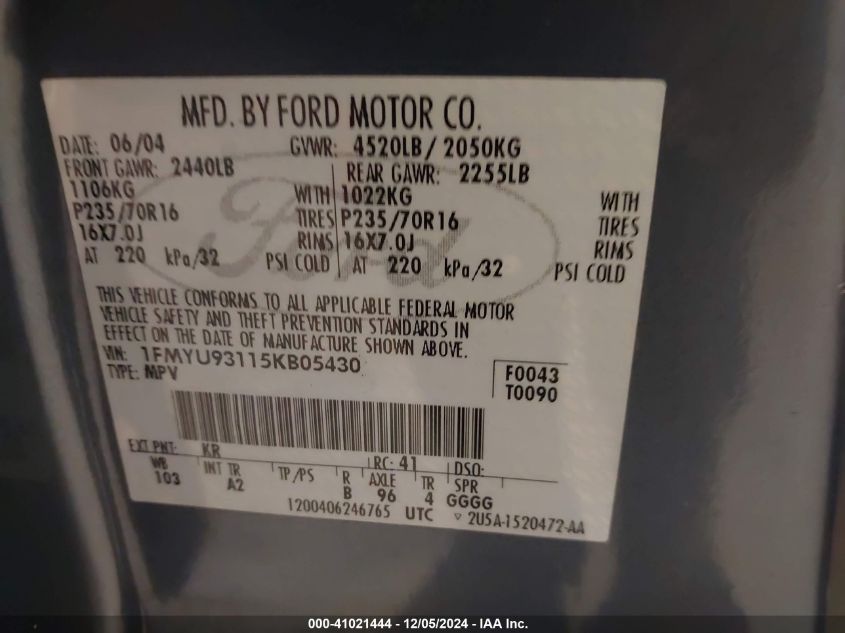 MFD. BY FORD MOTOR CO.
DATE: 06/04 GVWR: 4520LB/ 2050KG
FRONT GAWR: 2440LB REAR GAWR: 2255LB
1106KG WITH 1022KG WITH
P235/70R16 TIRES P235/70R16 TIRES
16X7.0J RIMS 16X7.0J RIMS
AT 220 kPa/32 PSI COLD AT 220 kPa/32 PSI COLD
Ford
THIS VEHICLE CONFORMS TO ALL APPLICABLE FEDERAL MOTOR
VEHICLE SAFETY AND THEFT PREVENTION STANDARDS IN
EFFECT ON THE DATE OF MANUFACTURE SHOWN ABOVE.
VIN: 1FMYU93115KB05430
TYPE: MPV
F0043
T0090
EXT PNT: KR RC: 41 DSO:
WB INT TR TP/PS R AXLE TR SPR
103 A2 B 96 4 GGGG
1200406246765 UTC ▽ 2U5A-1520472-AA
000-41021444 - 12/05/2024 - IAA Inc.